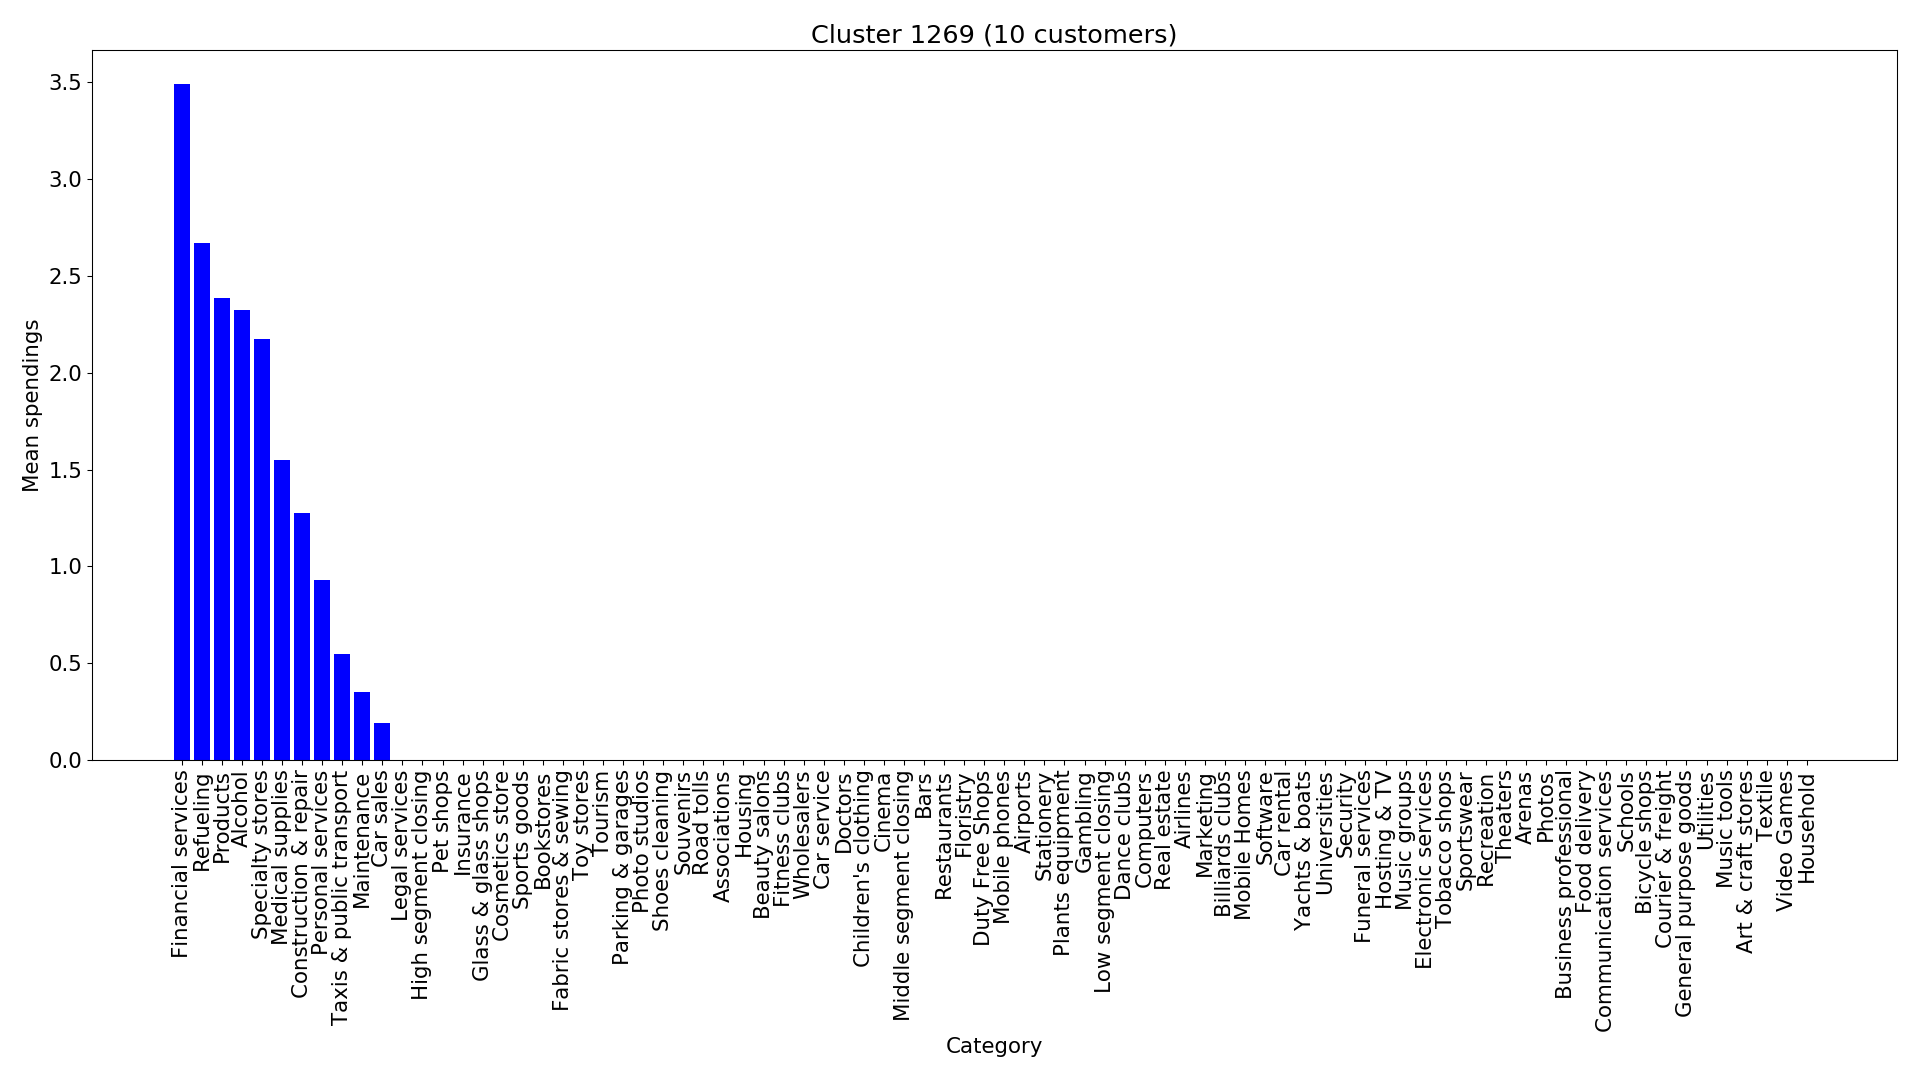 Cluster 1269 (10 customers)
Mean spendings
3.5
3.0
2.5
2.0
1.5
1.0
0.5
0.0
Financial services
Refueling
Products
Alcohol
Specialty stores
Medical supplies
Construction & repair
Personal services
Taxis & public transport
Maintenance
Car sales
Legal services
High segment closing
Pet shops
Insurance
Glass & glass shops
Cosmetics store
Sports goods
Bookstores
Fabric stores & sewing
Toy stores
Tourism
Parking & garages
Photo studios
Shoes cleaning
Souvenirs
Road tolls
Associations
Housing
Beauty salons
Fitness clubs
Wholesalers
Car service
Doctors
Children's clothing
Cinema
Middle segment closing
Bars
Restaurants
Floristry
Duty Free Shops
Mobile phones
Airports
Stationery
Plants equipment
Gambling
Low segment closing
Dance clubs
Computers
Real estate
Airlines
Marketing
Billiards clubs
Mobile Homes
Software
Car rental
Yachts & boats
Universities
Security
Funeral services
Hosting & TV
Music groups
Electronic services
Tobacco shops
Sportswear
Recreation
Theaters
Arenas
Photos
Business professional
Food delivery
Communication services
Schools
Bicycle shops
Courier & freight
General purpose goods
Utilities
Music tools
Art & craft stores
Textile
Video Games
Household
Category